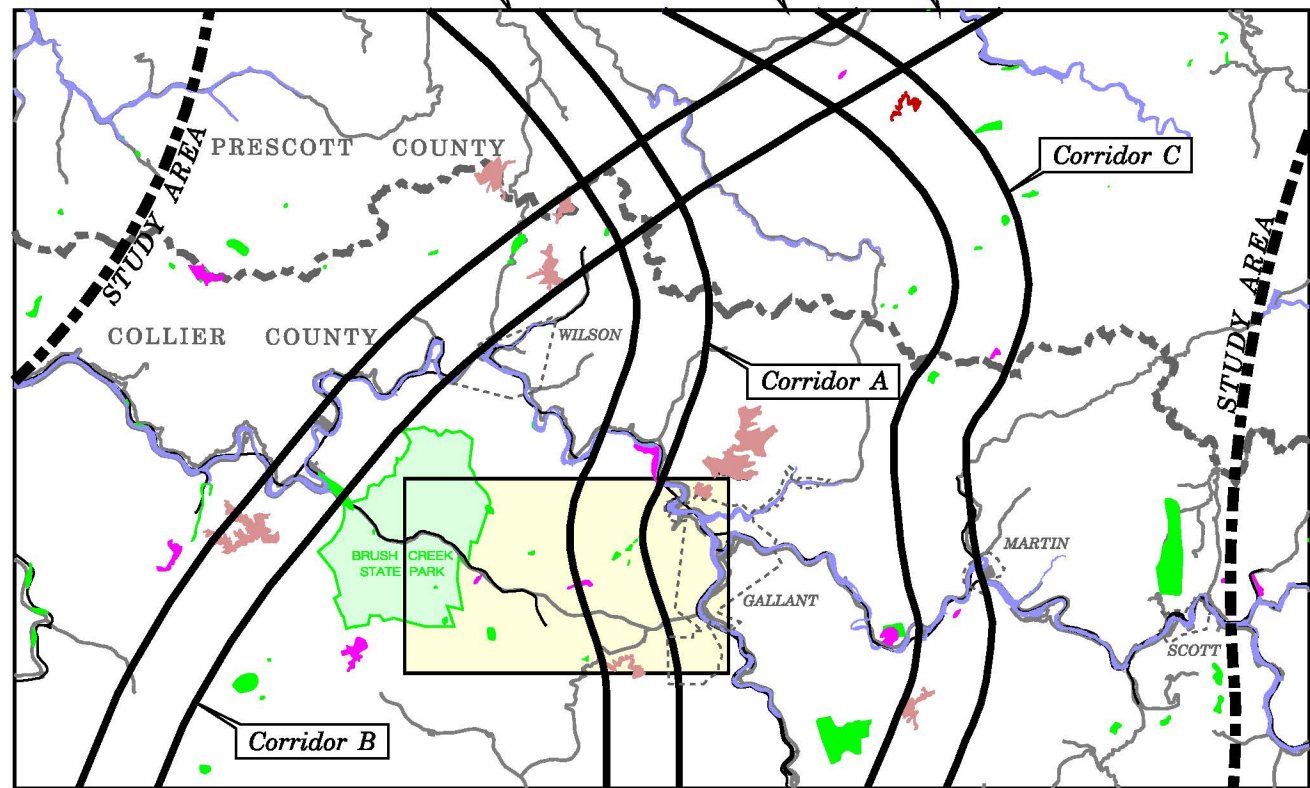 Corridor C
PRESCOTT COUNTY
STUDY AREA
STUDY AREA
COLLIER COUNTY
WILSON
Corridor A
MARTIN
BRUSH CREEK
STATE PARK
GALLANT
SCOTT
Corridor B